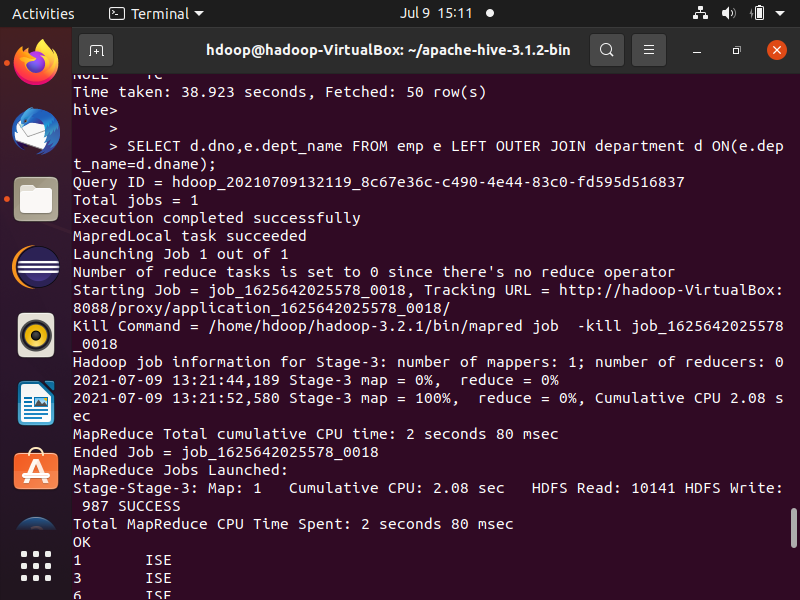 Activities Terminal Jul 9 15:11
hdoop@hadoop-VirtualBox: ~/apache-hive-3.1.2-bin
NULL TC
Time taken: 38.923 seconds, Fetched: 50 row(s)
hive>
>
> SELECT d.dno,e.dept_name FROM emp e LEFT OUTER JOIN department d ON(e.dep
t_name=d.dname);
Query ID = hdoop_20210709132119_8c67e36c-c490-4e44-83c0-fd595d516837
Total jobs = 1
Execution completed successfully
MapredLocal task succeeded
Launching Job 1 out of 1
Number of reduce tasks is set to 0 since there's no reduce operator
Starting Job = job_1625642025578_0018, Tracking URL = http://hadoop-VirtualBox:
8088/proxy/application_1625642025578_0018/
Kill Command = /home/hdoop/hadoop-3.2.1/bin/mapred job  -kill job_1625642025578
_0018
Hadoop job information for Stage-3: number of mappers: 1; number of reducers: 0
2021-07-09 13:21:44,189 Stage-3 map = 0%,  reduce = 0%
2021-07-09 13:21:52,580 Stage-3 map = 100%,  reduce = 0%, Cumulative CPU 2.08 s
ec
MapReduce Total cumulative CPU time: 2 seconds 80 msec
Ended Job = job_1625642025578_0018
MapReduce Jobs Launched:
Stage-Stage-3: Map: 1   Cumulative CPU: 2.08 sec   HDFS Read: 10141 HDFS Write:
987 SUCCESS
Total MapReduce CPU Time Spent: 2 seconds 80 msec
OK
1 ISE
3 ISE
6 ISE